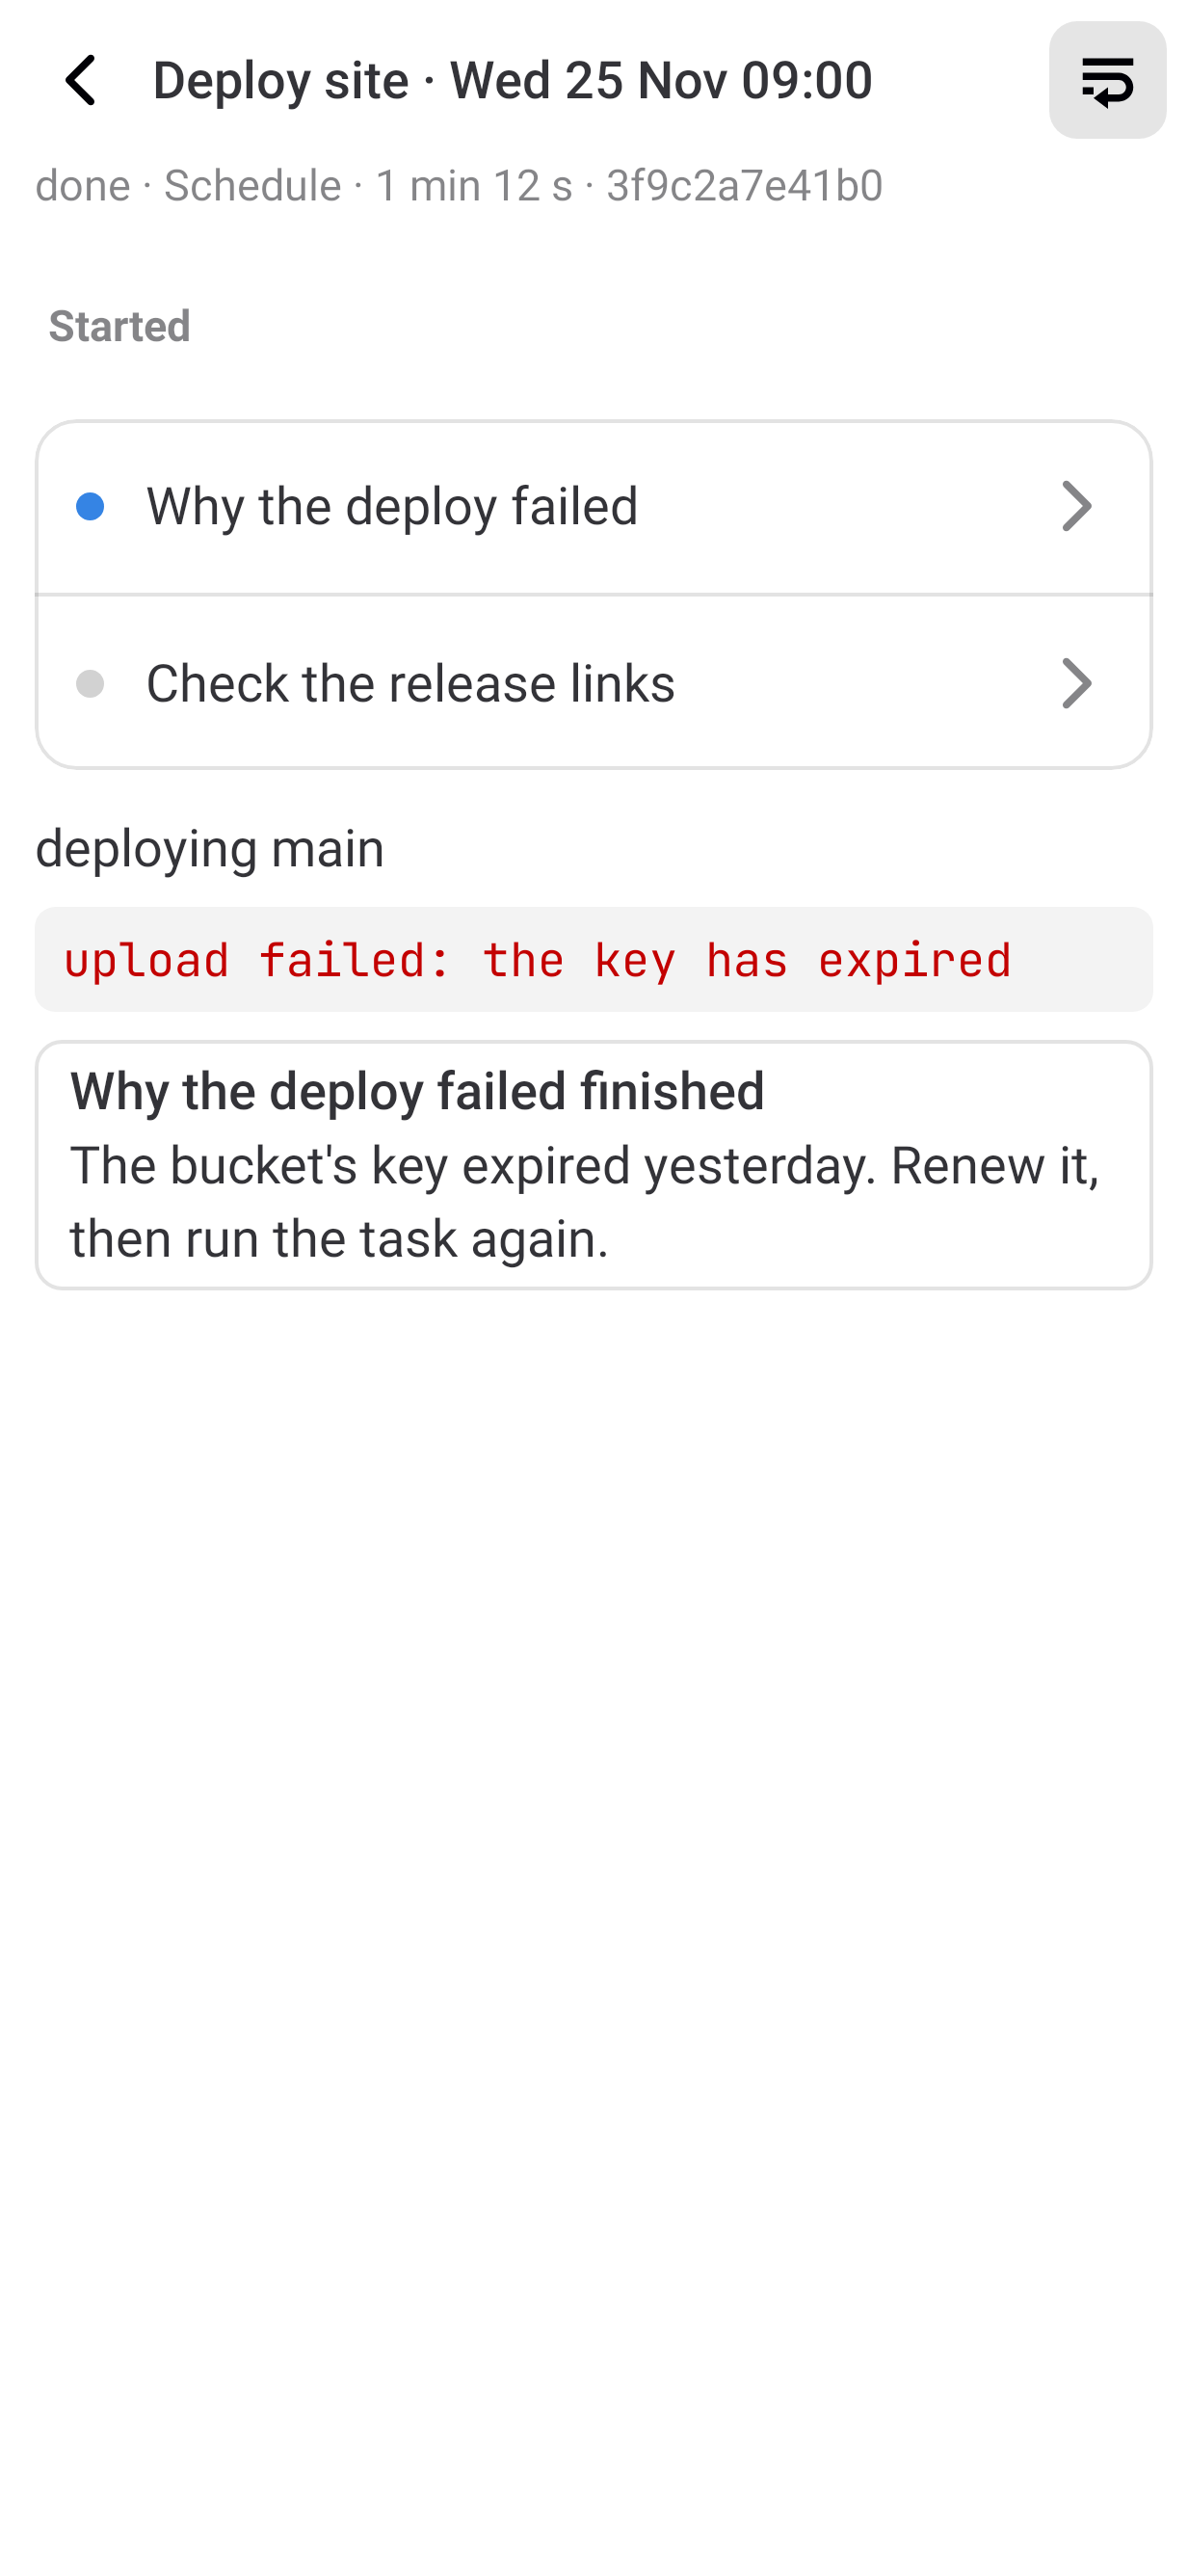 Deploy site · Wed 25 Nov 09:00
done · Schedule · 1 min 12 s · 3f9c2a7e41b0
Started
Why the deploy failed
Check the release links
deploying main
upload failed: the key has expired
Why the deploy failed finished
The bucket's key expired yesterday. Renew it,
then run the task again.